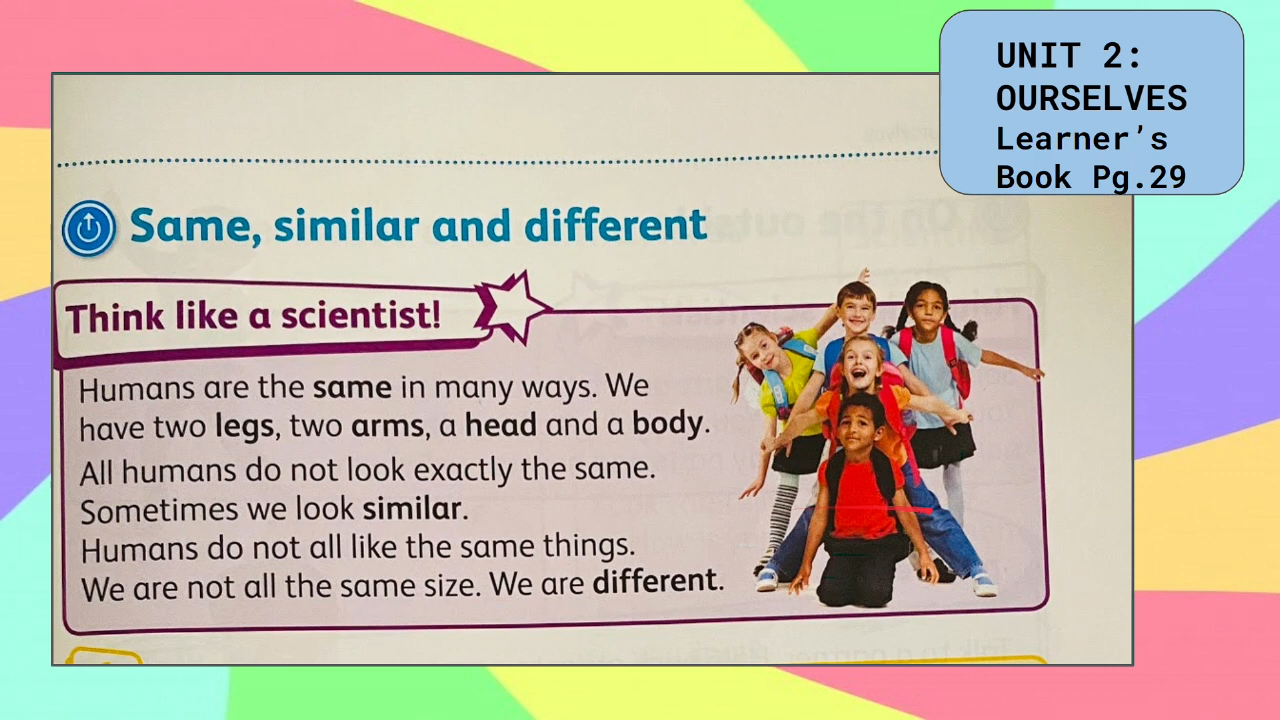 UNIT 2:
OURSELVES
Learner’s
Book Pg.29
Same, similar and different
Think like a scientist!
Humans are the same in many ways. We
have two legs, two arms, a head and a body.
All humans do not look exactly the same.
Sometimes we look similar.
Humans do not all like the same things.
We are not all the same size. We are different.